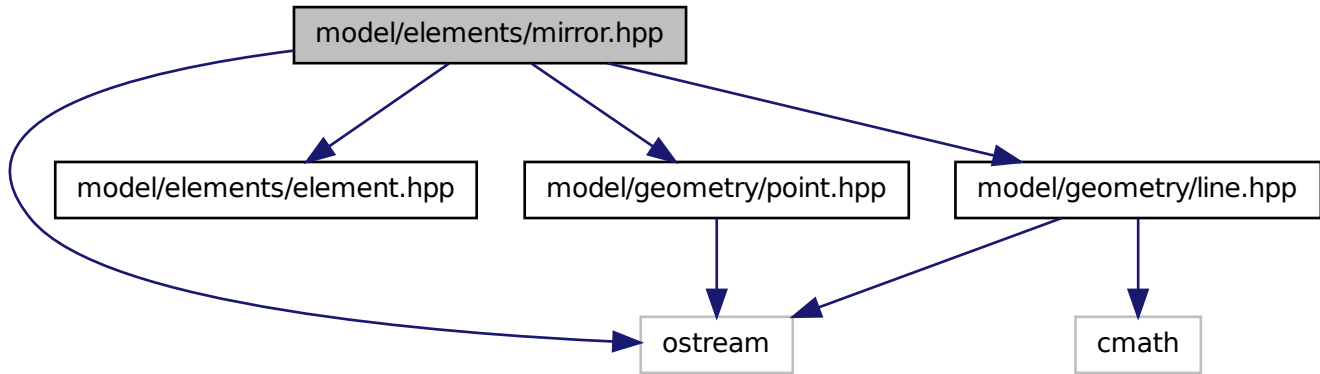 model/elements/mirror.hpp
model/elements/element.hpp
model/geometry/point.hpp
model/geometry/line.hpp
ostream
cmath